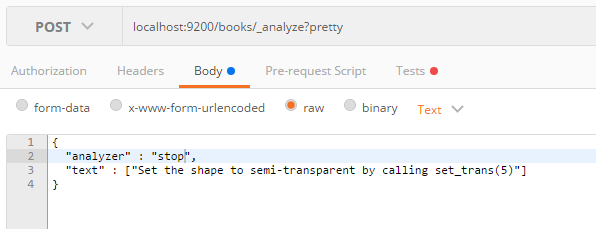 POST localhost:9200/books/_analyze?pretty
Authorization Headers Body Pre-request Script Tests
form-data x-www-form-urlencoded raw binary Text
1 {
2 "analyzer" : "stop",
3 "text" : ["Set the shape to semi-transparent by calling set_trans(5)"]
4 }